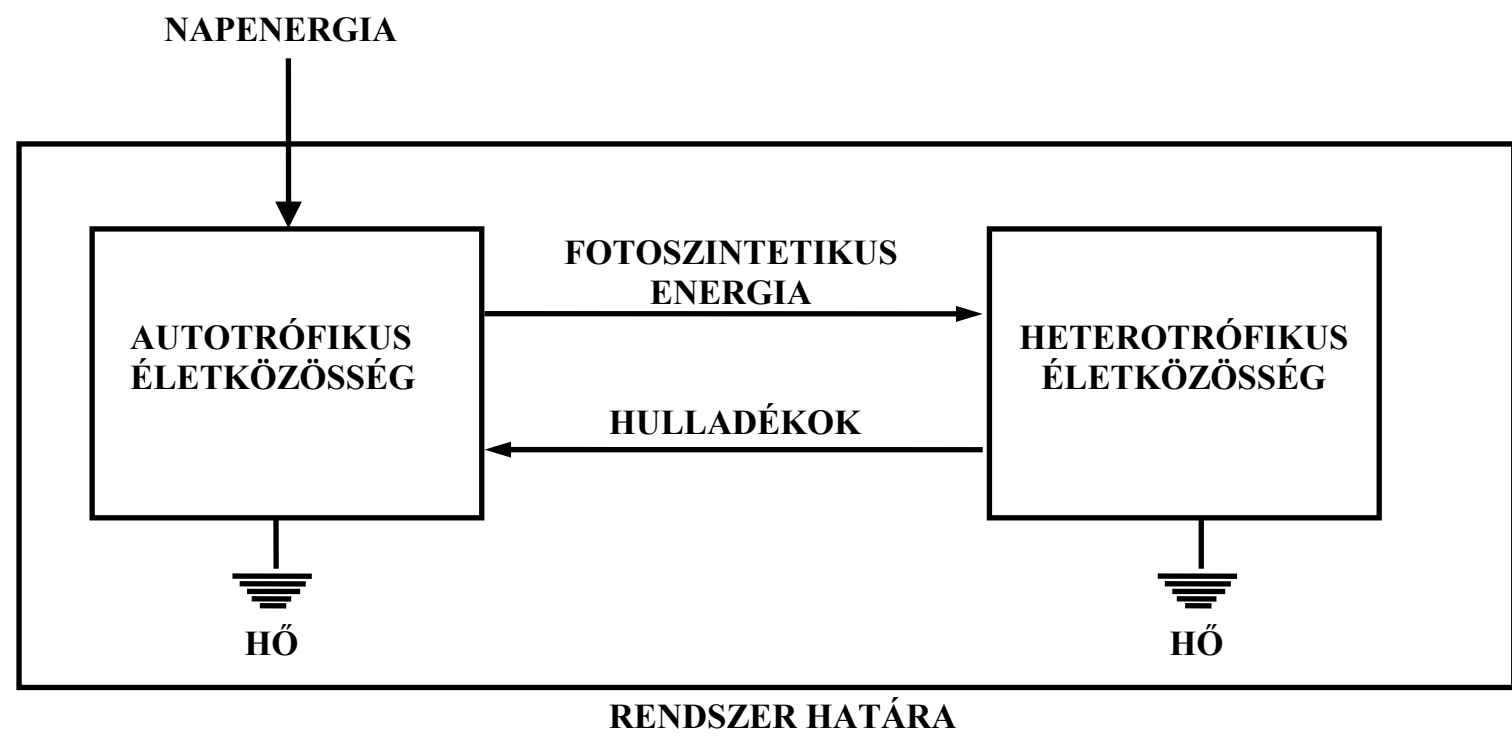 NAPENERGIA
FOTOSZINTETIKUS
ENERGIA
AUTOTRÓFIKUS
ÉLETKÖZÖSSÉG
HETEROTRÓFIKUS
ÉLETKÖZÖSSÉG
HULLADÉKOK
HŐ
HŐ
RENDSZER HATÁRA